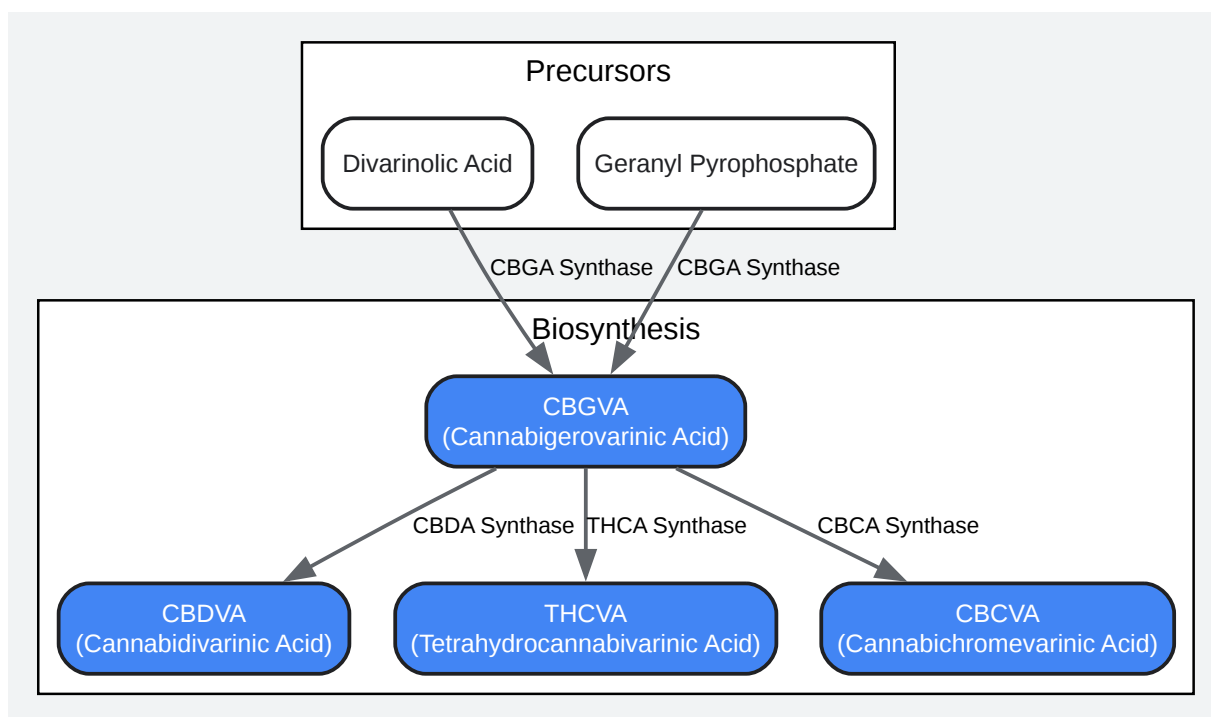 Precursors
Divarinolic Acid
Geranyl Pyrophosphate
CBGA Synthase
CBGA Synthase
Biosynthesis
CBGVA
(Cannabigerovarinic Acid)
CBDA Synthase
THCA Synthase
CBCA Synthase
CBDVA
(Cannabidivarinic Acid)
THCVA
(Tetrahydrocannabivarinic Acid)
CBCVA
(Cannabichromevarinic Acid)